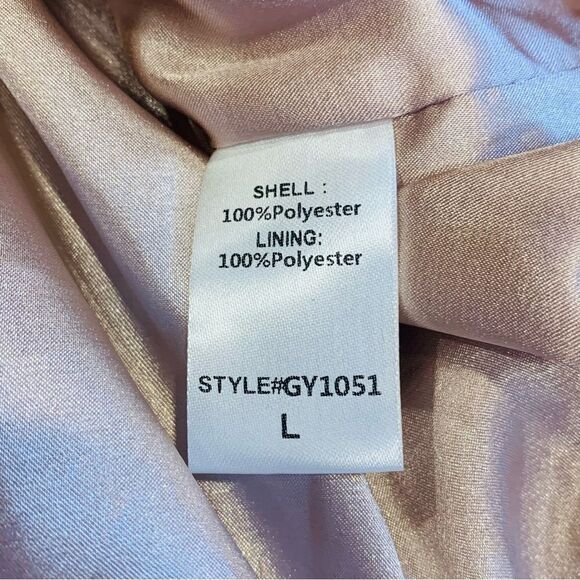 SHELL :
100%Polyester
LINING:
100%Polyester
STYLE#GY1051
L